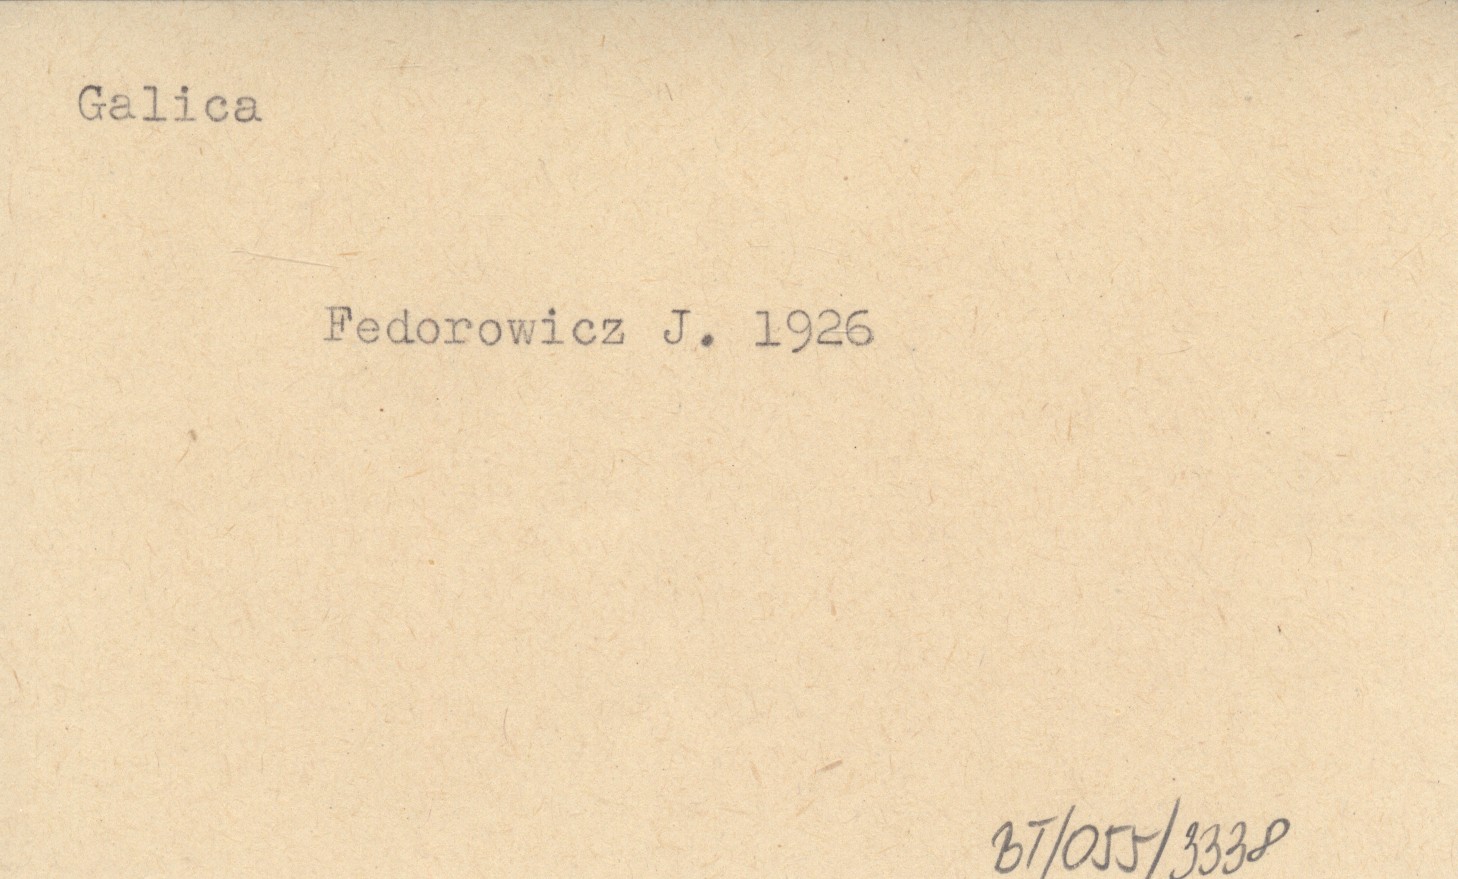 Galica
Fedorowicz J. 1926
BT/055/3338